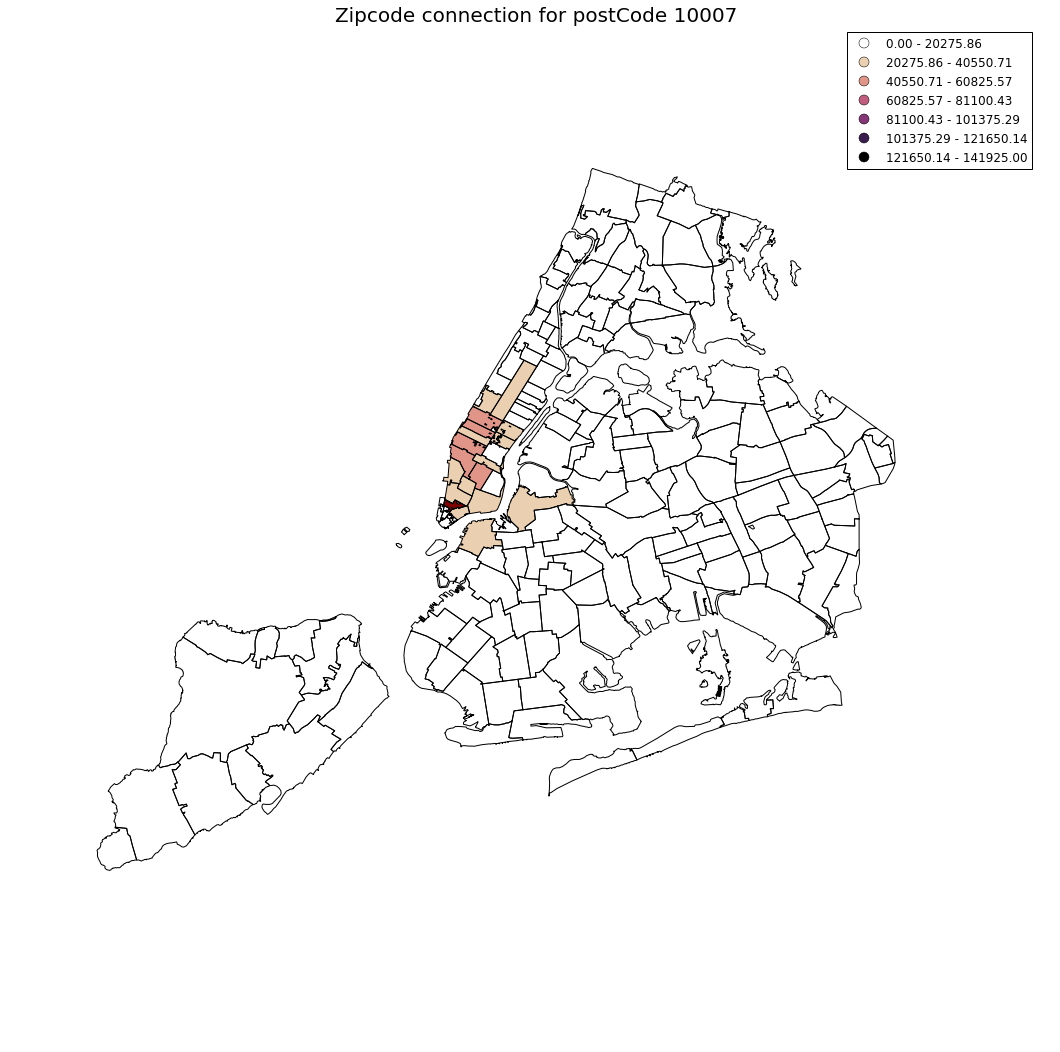 Zipcode connection for postCode 10007
0.00 - 20275.86
20275.86 - 40550.71
40550.71 - 60825.57
60825.57 - 81100.43
81100.43 - 101375.29
101375.29 - 121650.14
121650.14 - 141925.00